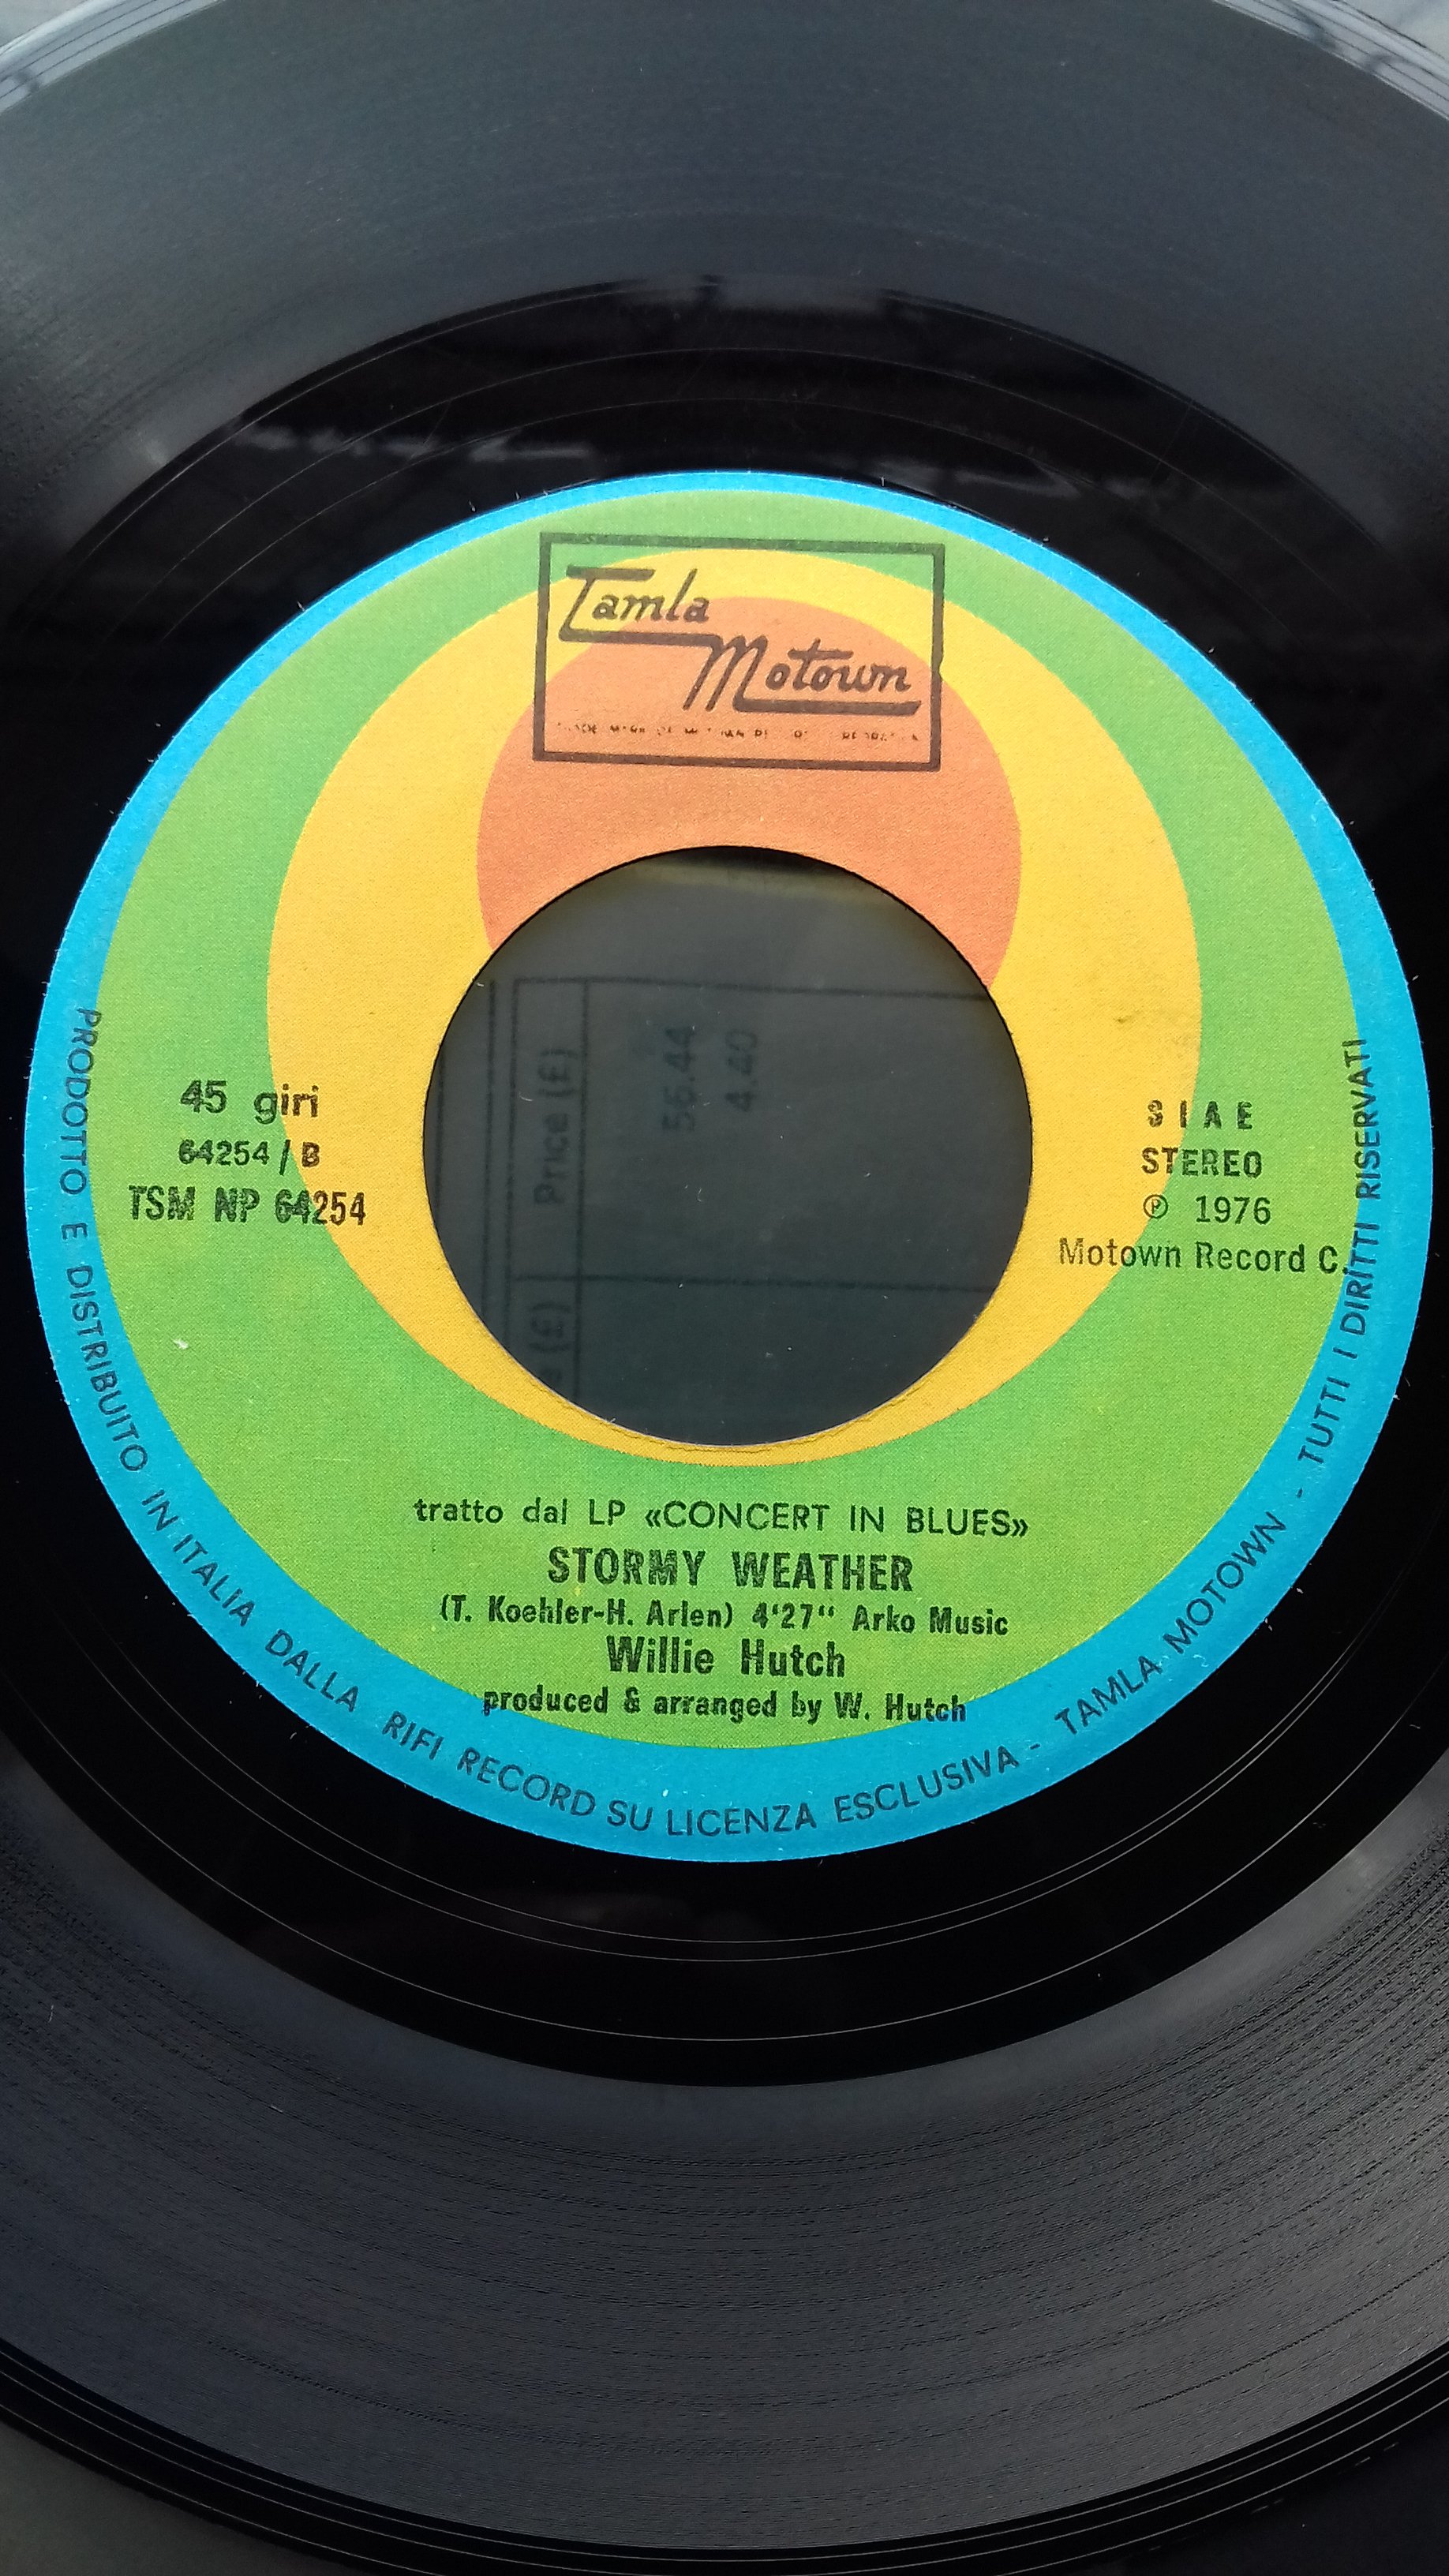 Tamla
Motown
45 giri
64254 / B
TSM NP 64254
S I A E
STEREO
℗ 1976
Motown Record C.
Price (£)
56.44
4.40
(£)
tratto dal LP «CONCERT IN BLUES»
STORMY WEATHER
(T. Koehler-H. Arlen) 4'27" Arko Music
Willie Hutch
produced & arranged by W. Hutch
PRODOTTO E DISTRIBUITO IN ITALIA DALLA RIFI RECORD SU LICENZA ESCLUSIVA - TAMLA MOTOWN - TUTTI I DIRITTI RISERVATI